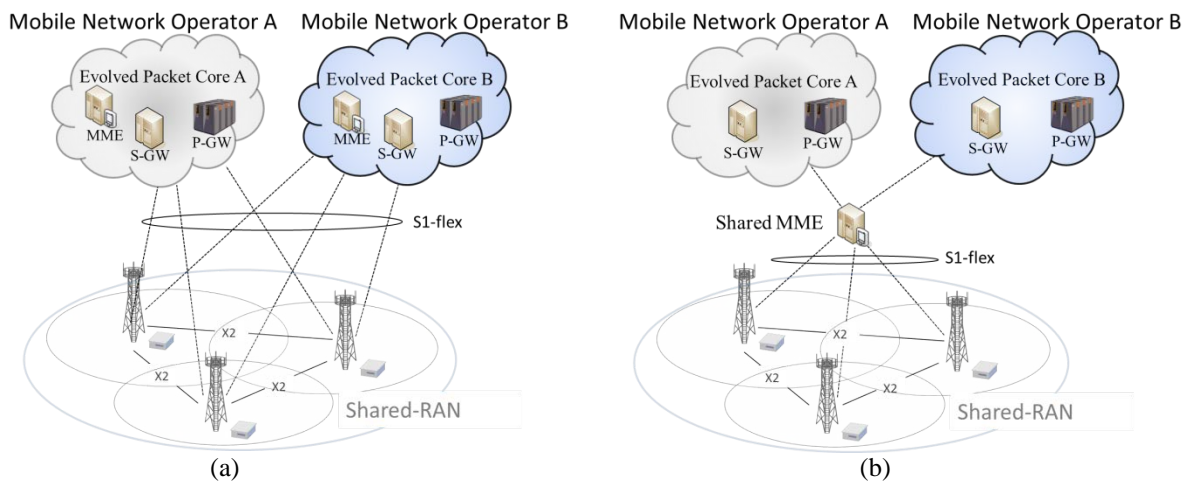 Mobile Network Operator A
Mobile Network Operator B
Evolved Packet Core A
MME
S-GW
P-GW
Evolved Packet Core B
MME
S-GW
P-GW
S1-flex
X2
X2
X2
Shared-RAN
(a)
Mobile Network Operator A
Mobile Network Operator B
Evolved Packet Core A
S-GW
P-GW
Evolved Packet Core B
S-GW
P-GW
Shared MME
S1-flex
X2
X2
X2
Shared-RAN
(b)